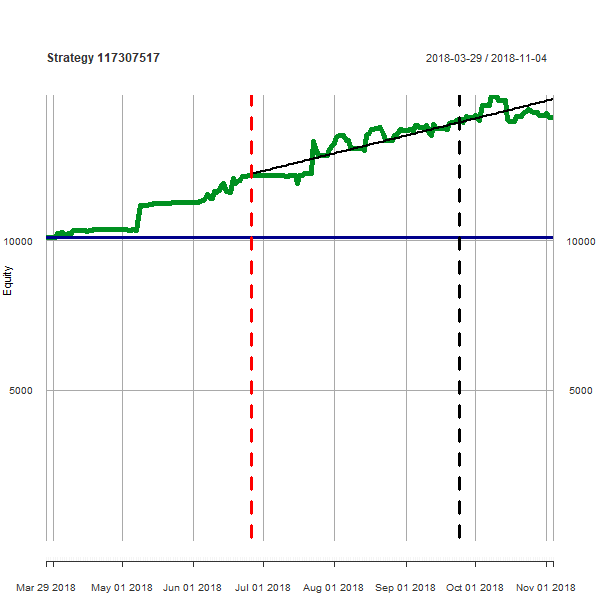 Strategy 117307517
2018-03-29 / 2018-11-04
10000
10000
Equity
5000
5000
Mar 29 2018
May 01 2018
Jun 01 2018
Jul 01 2018
Aug 01 2018
Sep 01 2018
Oct 01 2018
Nov 01 2018